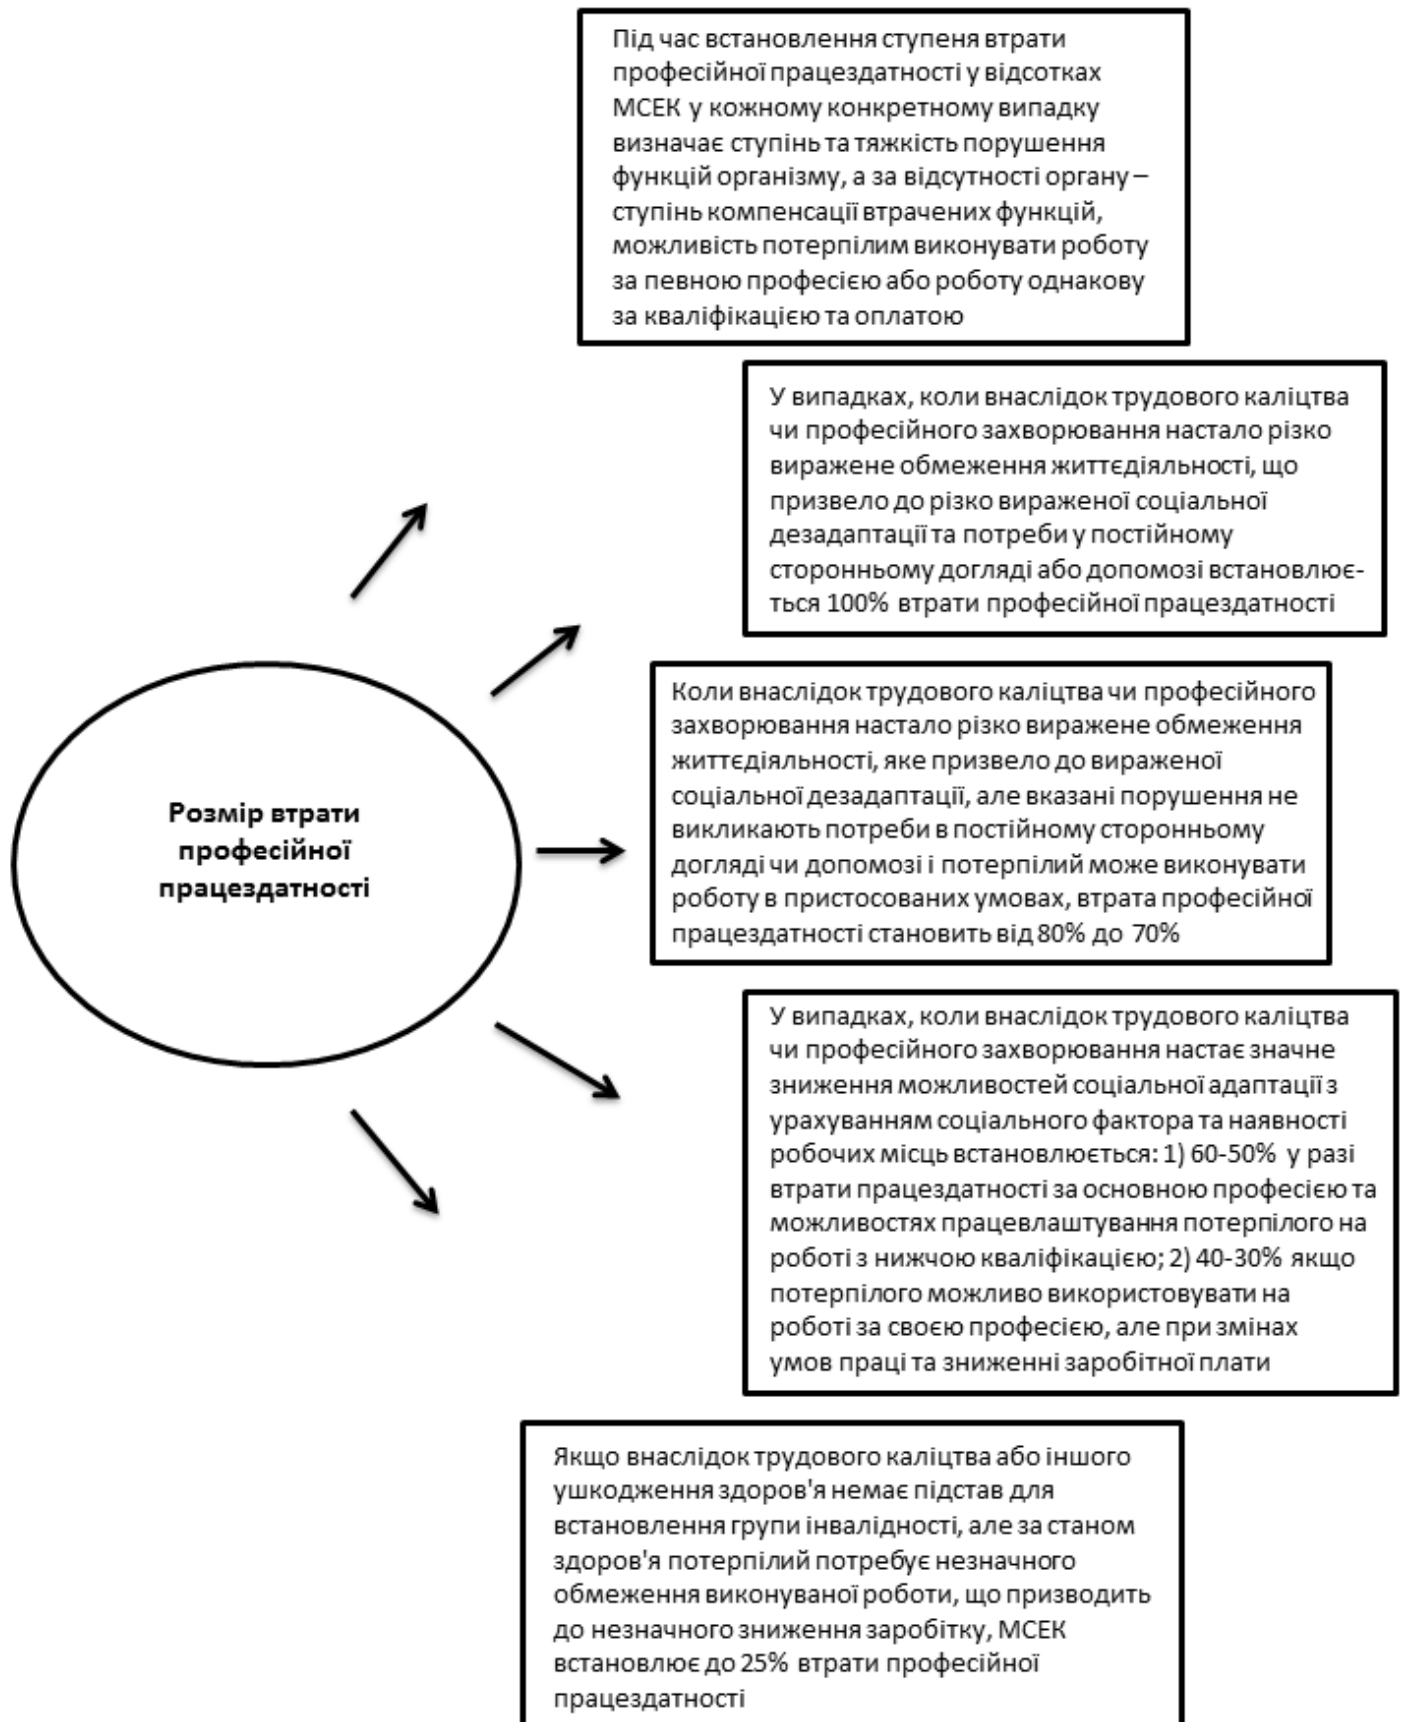 Під час встановлення ступеня втрати
професійної працездатності у відсотках
МСЕК у кожному конкретному випадку
визначає ступінь та тяжкість порушення
функцій організму, а за відсутності органу –
ступінь компенсації втрачених функцій,
можливість потерпілим виконувати роботу
за певною професією або роботу однакову
за кваліфікацією та оплатою
У випадках, коли внаслідок трудового каліцтва
чи професійного захворювання настало різко
виражене обмеження життєдіяльності, що
призвело до різко вираженої соціальної
дезадаптації та потреби у постійному
сторонньому догляді або допомозі встановлює-
ться 100% втрати професійної працездатності
Розмір втрати
професійної
працездатності
Коли внаслідок трудового каліцтва чи професійного
захворювання настало різко виражене обмеження
життєдіяльності, яке призвело до вираженої
соціальної дезадаптації, але вказані порушення не
викликають потреби в постійному сторонньому
догляді чи допомозі і потерпілий може виконувати
роботу в пристосованих умовах, втрата професійної
працездатності становить від 80% до 70%
У випадках, коли внаслідок трудового каліцтва
чи професійного захворювання настає значне
зниження можливостей соціальної адаптації з
урахуванням соціального фактора та наявності
робочих місць встановлюється: 1) 60-50% у разі
втрати працездатності за основною професією та
можливостях працевлаштування потерпілого на
роботі з нижчою кваліфікацією; 2) 40-30% якщо
потерпілого можливо використовувати на
роботі за своєю професією, але при змінах
умов праці та зниженні заробітної плати
Якщо внаслідок трудового каліцтва або іншого
ушкодження здоров'я немає підстав для
встановлення групи інвалідності, але за станом
здоров'я потерпілий потребує незначного
обмеження виконуваної роботи, що призводить
до незначного зниження заробітку, МСЕК
встановлює до 25% втрати професійної
працездатності